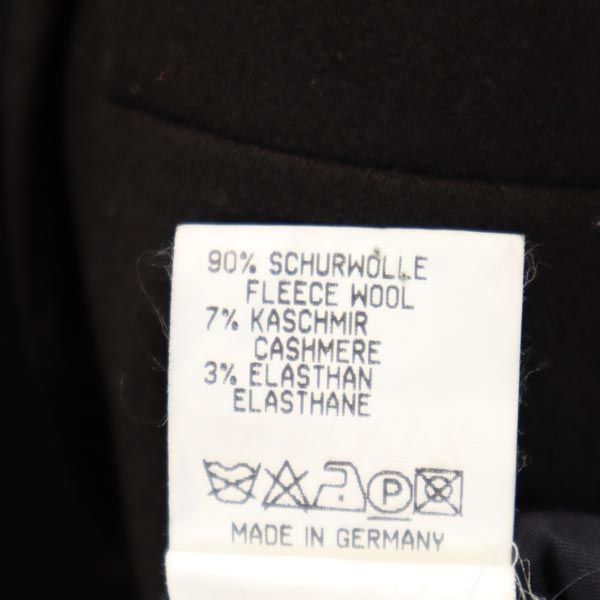 90% SCHURWOLLE
FLEECE WOOL
7% KASCHMIR
CASHMERE
3% ELASTHAN
ELASTHANE
P
MADE IN GERMANY